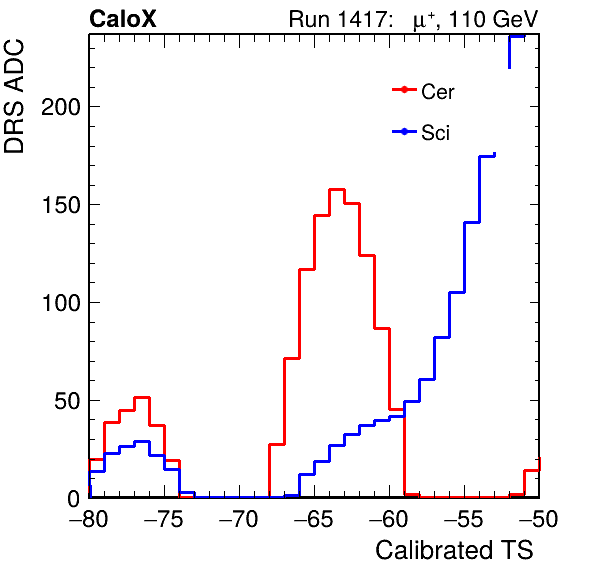 CaloX Run 1417: μ⁺, 110 GeV
DRS ADC
Cer
Sci
200
150
100
50
0
−80 −75 −70 −65 −60 −55 −50
Calibrated TS